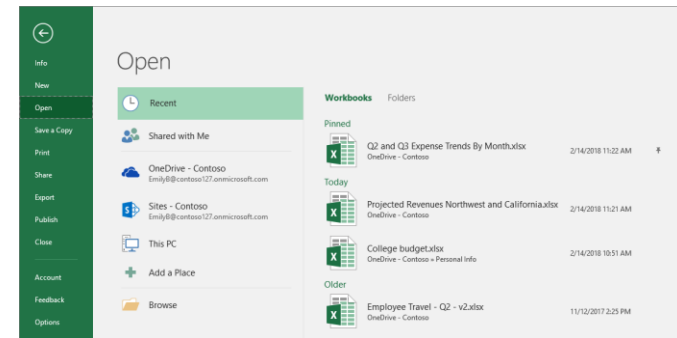 Info
New
Open
Save a Copy
Print
Share
Export
Publish
Close
Account
Feedback
Options
Open
Recent
Shared with Me
OneDrive - Contoso
EmilyB@contoso127.onmicrosoft.com
Sites - Contoso
EmilyB@contoso127.onmicrosoft.com
This PC
Add a Place
Browse
Workbooks Folders
Pinned
Q2 and Q3 Expense Trends By Month.xlsx 2/14/2018 11:22 AM
OneDrive - Contoso
Today
Projected Revenues Northwest and California.xlsx 2/14/2018 11:21 AM
OneDrive - Contoso
College budget.xlsx 2/14/2018 10:51 AM
OneDrive - Contoso » Personal Info
Older
Employee Travel - Q2 - v2.xlsx 11/12/2017 2:25 PM
OneDrive - Contoso